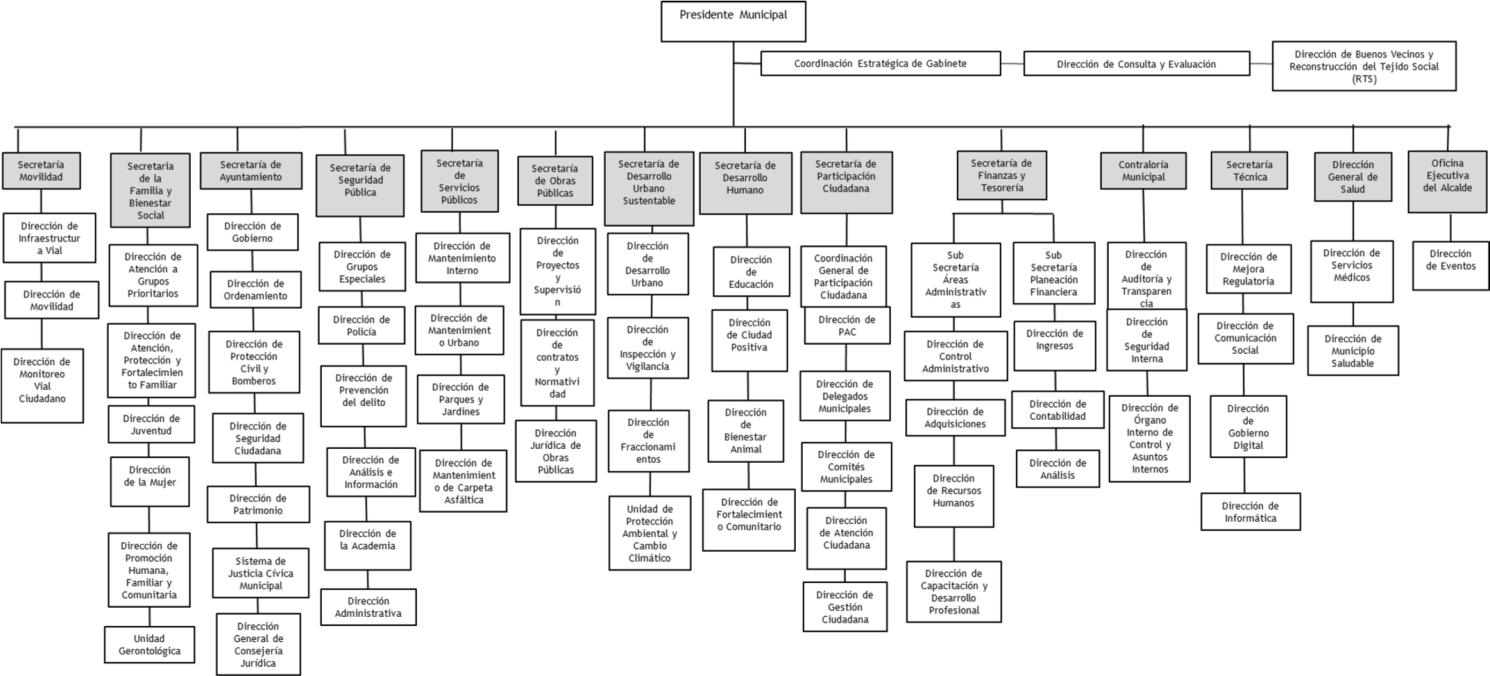 Presidente Municipal
Coordinación Estratégica de Gabinete
Dirección de Consulta y Evaluación
Dirección de Buenos Vecinos y
Reconstrucción del Tejido Social
(RTS)
Secretaría
Movilidad
Dirección de
Infraestructur
a Vial
Dirección de
Movilidad
Dirección de
Monitoreo
Vial
Ciudadano
Secretaria
de la
Familia y
Bienestar
Social
Dirección de
Atención a
Grupos
Prioritarios
Dirección de
Atención,
Protección y
Fortalecimien
to Familiar
Dirección de
Juventud
Dirección
de la Mujer
Dirección de
Promoción
Humana,
Familiar y
Comunitaria
Unidad
Gerontológica
Secretaría de
Ayuntamiento
Dirección de
Gobierno
Dirección de
Ordenamiento
Dirección de
Protección
Civil y
Bomberos
Dirección
de
Seguridad
Ciudadana
Dirección de
Patrimonio
Sistema de
Justicia Cívica
Municipal
Dirección
General de
Consejería
Jurídica
Secretaría de
Seguridad
Pública
Dirección de
Grupos
Especiales
Dirección de
Policía
Dirección de
Prevención
del delito
Dirección
de Análisis e
Información
Dirección de
la Academia
Dirección
Administrativa
Secretaría
de
Servicios
Públicos
Dirección de
Mantenimiento
Interno
Dirección de
Mantenimient
o Urbano
Dirección de
Parques y
Jardines
Dirección de
Mantenimient
o de Carpeta
Asfáltica
Secretaría
de Obras
Públicas
Dirección
de
Proyectos
y
Supervisió
n
Dirección
de
contratos
y
Normativi
dad
Dirección
Jurídica de
Obras
Públicas
Secretaría de
Desarrollo
Urbano
Sustentable
Dirección
de
Desarrollo
Urbano
Dirección
de
Inspección y
Vigilancia
Dirección
de
Fraccionami
entos
Unidad de
Protección
Ambiental y
Cambio
Climático
Secretaría de
Desarrollo
Humano
Dirección
de
Educación
Dirección
de Ciudad
Positiva
Dirección
de
Bienestar
Animal
Dirección de
Fortalecimient
o Comunitario
Secretaría de
Participación
Ciudadana
Coordinación
General de
Participación
Ciudadana
Dirección de
PAC
Dirección de
Delegados
Municipales
Dirección de
Comités
Municipales
Dirección
de Atención
Ciudadana
Dirección de
Gestión
Ciudadana
Secretaría de
Finanzas y
Tesorería
Sub
Secretaría
Áreas
Administrativ
as
Dirección de
Control
Administrativo
Dirección de
Adquisiciones
Dirección
de Recursos
Humanos
Dirección de
Capacitación y
Desarrollo
Profesional
Sub
Secretaría
Planeación
Financiera
Dirección de
Ingresos
Dirección de
Contabilidad
Dirección de
Análisis
Contraloría
Municipal
Dirección
de
Auditoría y
Transparen
cia
Dirección
de
Seguridad
Interna
Dirección de
Órgano
Interno de
Control y
Asuntos
Internos
Secretaría
Técnica
Dirección
de Mejora
Regulatoria
Dirección de
Comunicación
Social
Dirección
de
Gobierno
Digital
Dirección de
Informática
Dirección
General
de Salud
Dirección
de Servicios
Médicos
Dirección de
Municipio
Saludable
Oficina
Ejecutiva
del Alcalde
Dirección
de Eventos